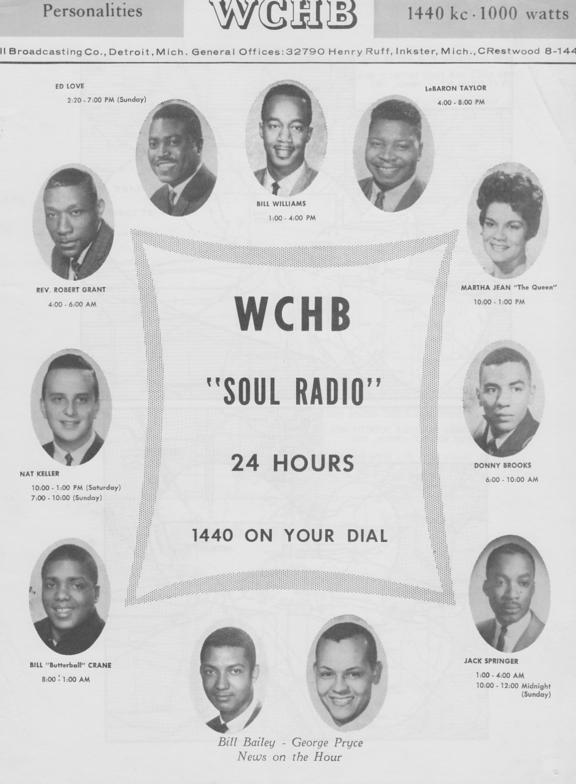 Personalities
WCHB
1440 kc · 1000 watts
ll Broadcasting Co., Detroit, Mich. General Offices: 32790 Henry Ruff, Inkster, Mich., CRestwood 8-144
ED LOVE
2:20 - 7:00 PM (Sunday)
LeBARON TAYLOR
4:00 - 8:00 PM
BILL WILLIAMS
1:00 - 4:00 PM
REV. ROBERT GRANT
4:00 - 6:00 AM
MARTHA JEAN "The Queen"
10:00 - 1:00 PM
WCHB
"SOUL RADIO"
24 HOURS
1440 ON YOUR DIAL
NAT KELLER
10:00 - 1:00 PM (Saturday)
7:00 - 10:00 (Sunday)
DONNY BROOKS
6:00 - 10:00 AM
BILL "Butterball" CRANE
8:00 - 1:00 AM
JACK SPRINGER
1:00 - 4:00 AM
10:00 - 12:00 Midnight
(Sunday)
Bill Bailey - George Pryce
News on the Hour